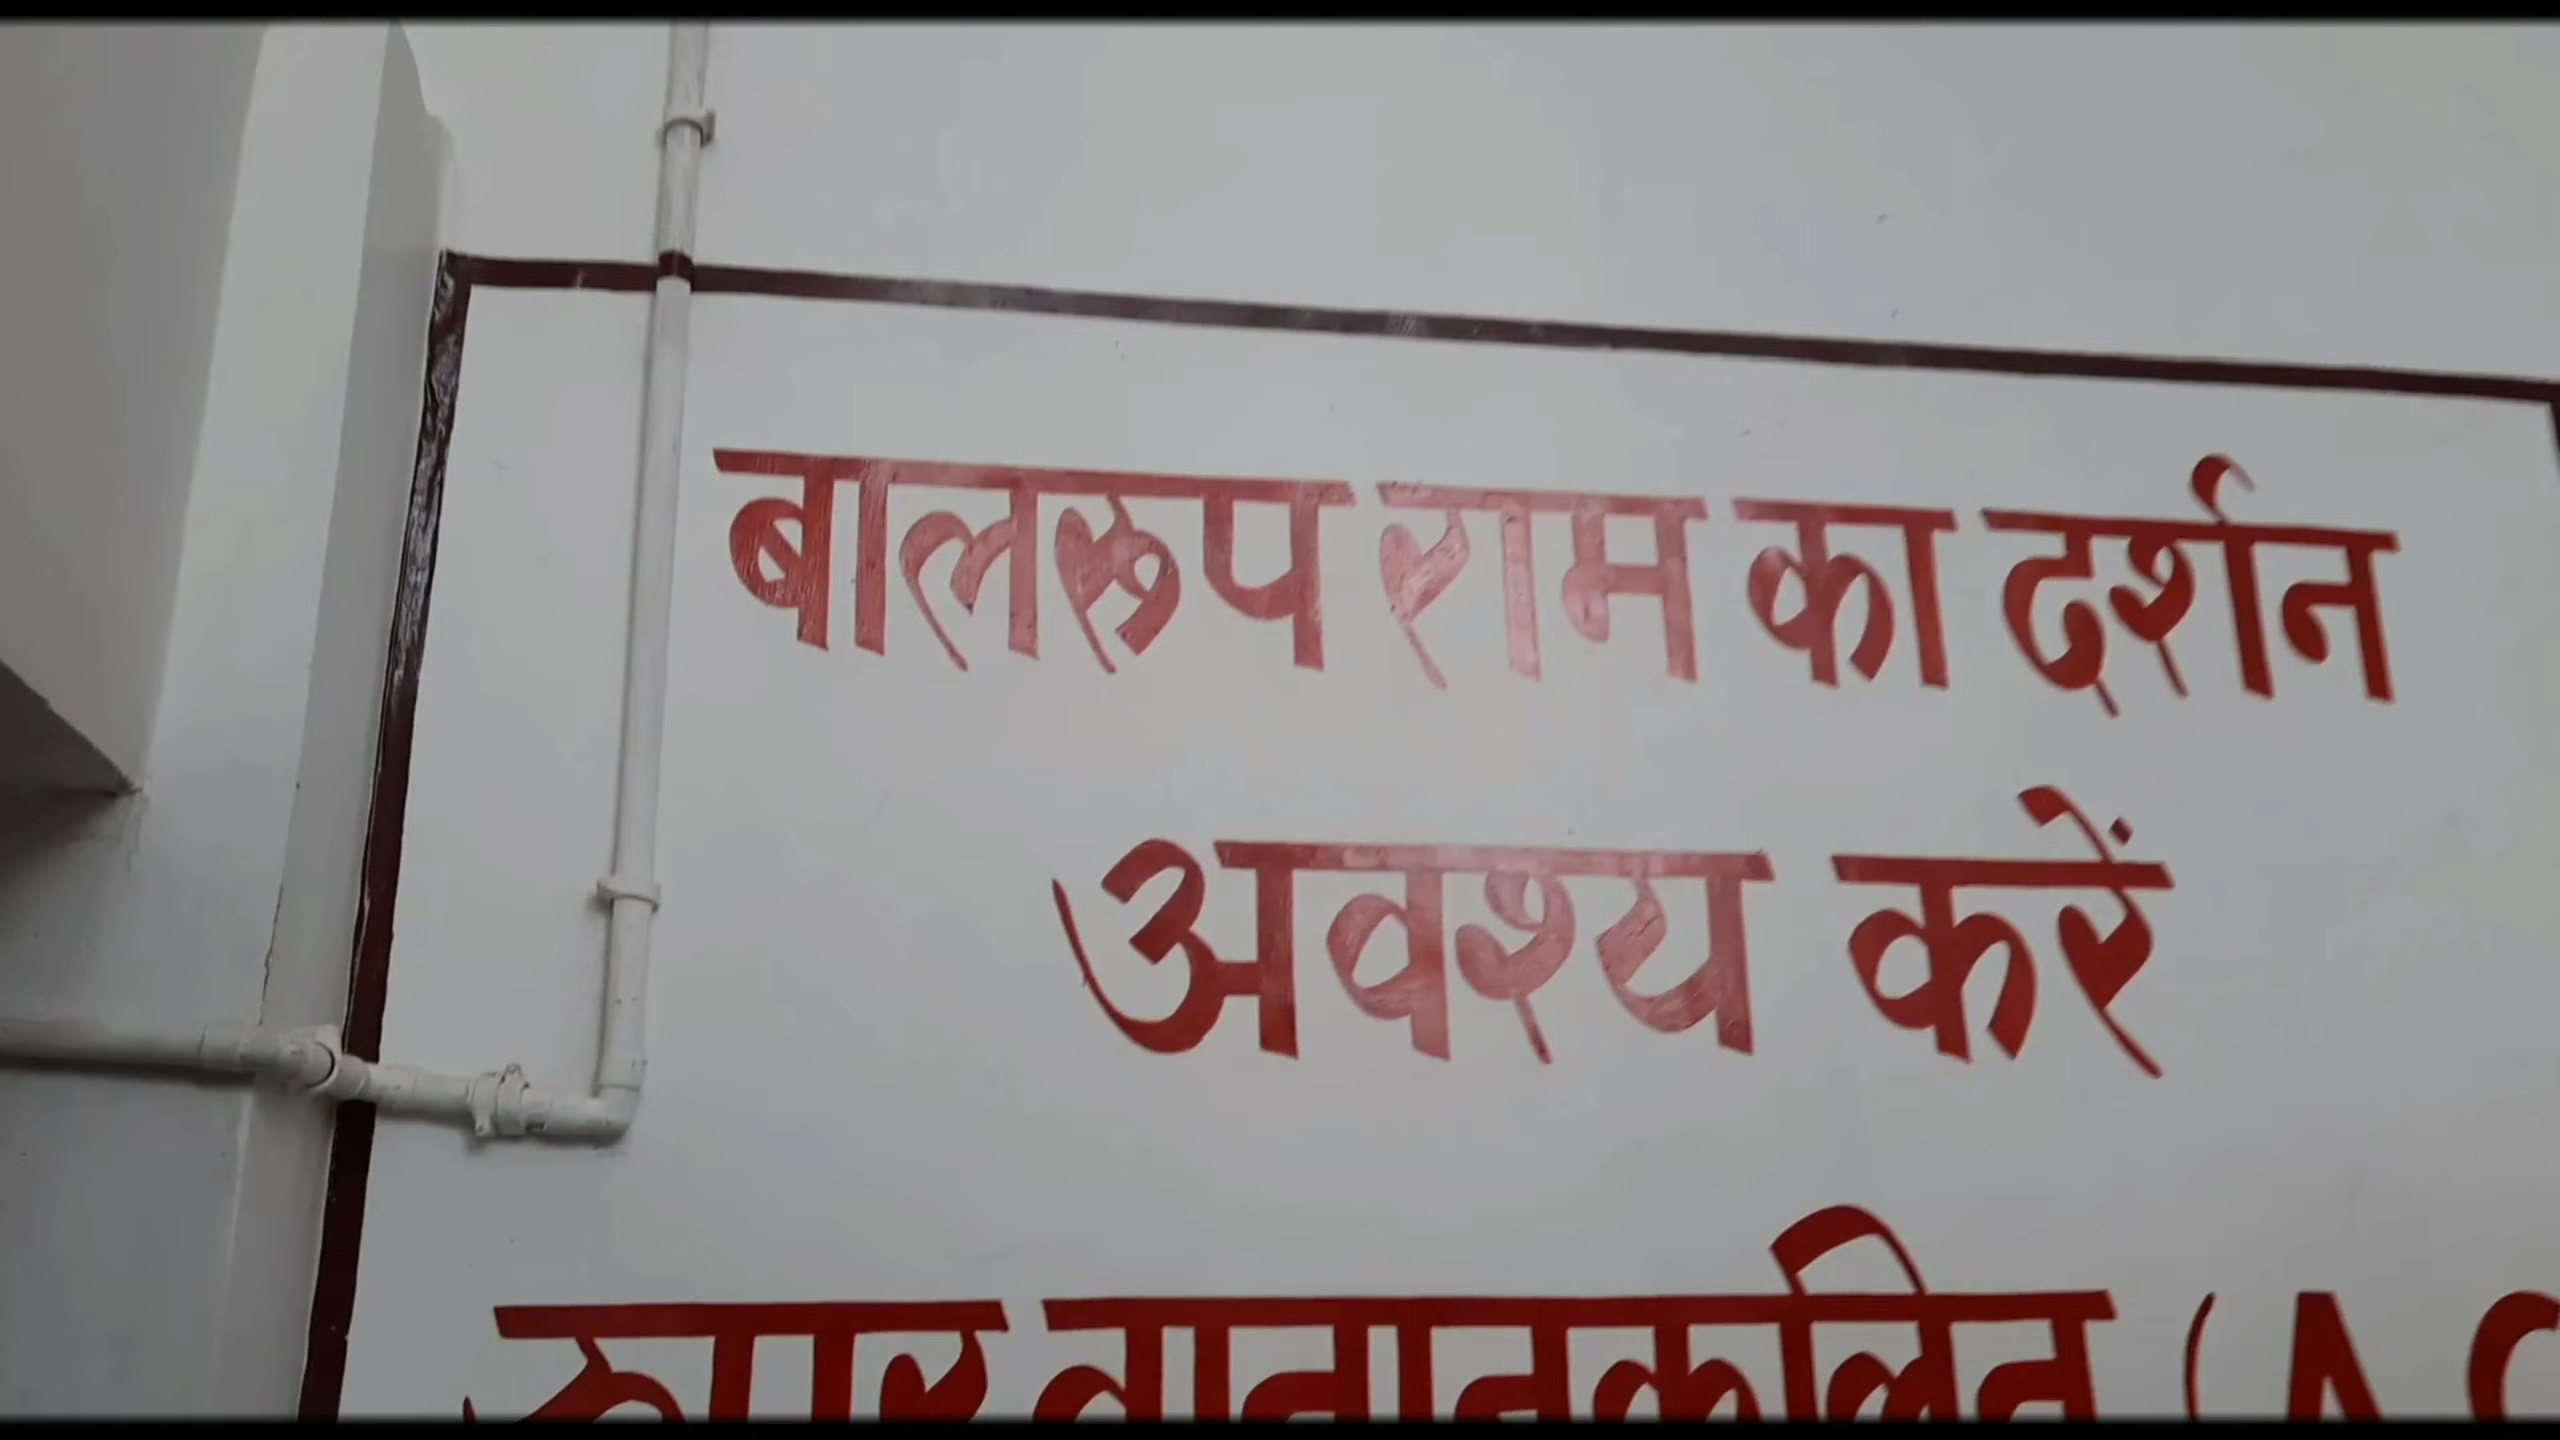 बालरूप राम का दर्शन
अवश्य करें
वातानुकूलित (A